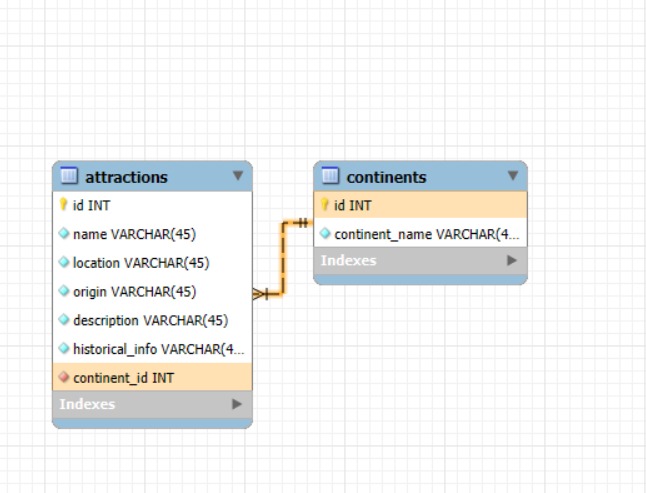 attractions
id INT
name VARCHAR(45)
location VARCHAR(45)
origin VARCHAR(45)
description VARCHAR(45)
historical_info VARCHAR(4...
continent_id INT
Indexes
continents
id INT
continent_name VARCHAR(4...
Indexes